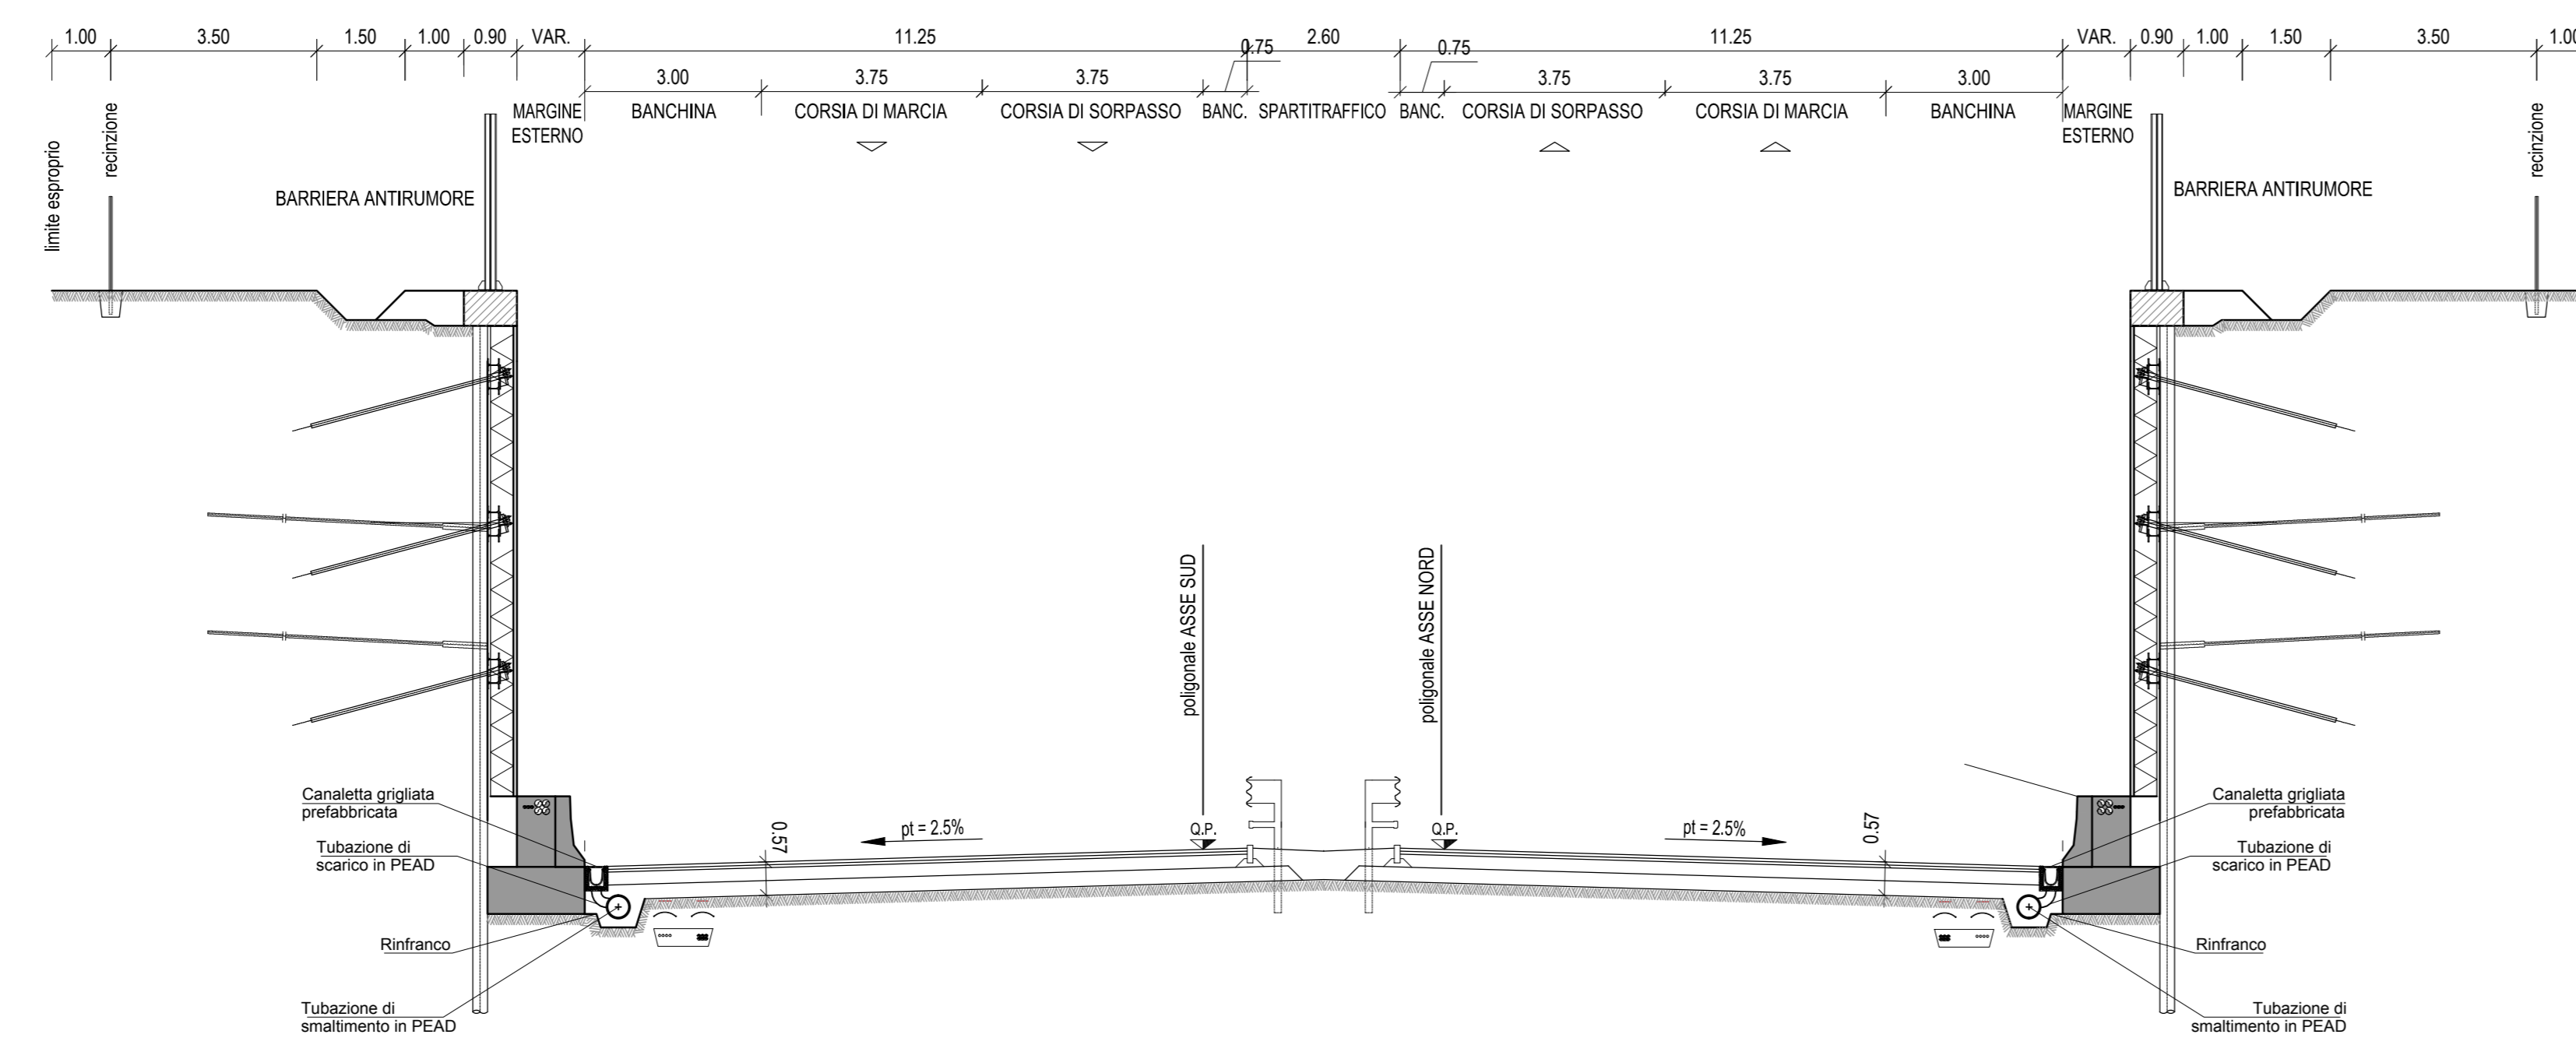 1.00 3.50 1.50 1.00 0.90 VAR. 11.25 2.60 11.25 VAR. 0.90 1.00 1.50 3.50 1.00
0.75 0.75
3.00 3.75 3.75 3.75 3.75 3.00
MARGINE BANCHINA CORSIA DI MARCIA CORSIA DI SORPASSO BANC. SPARTITRAFFICO BANC. CORSIA DI SORPASSO CORSIA DI MARCIA BANCHINA MARGINE
ESTERNO ESTERNO
limite esproprio
recinzione
recinzione
BARRIERA ANTIRUMORE
BARRIERA ANTIRUMORE
poligonale ASSE SUD
poligonale ASSE NORD
Q.P.
Q.P.
pt = 2.5%
pt = 2.5%
0.57
0.57
Canaletta grigliata
prefabbricata
Tubazione di
scarico in PEAD
Rinfranco
Tubazione di
smaltimento in PEAD
Canaletta grigliata
prefabbricata
Tubazione di
scarico in PEAD
Rinfranco
Tubazione di
smaltimento in PEAD